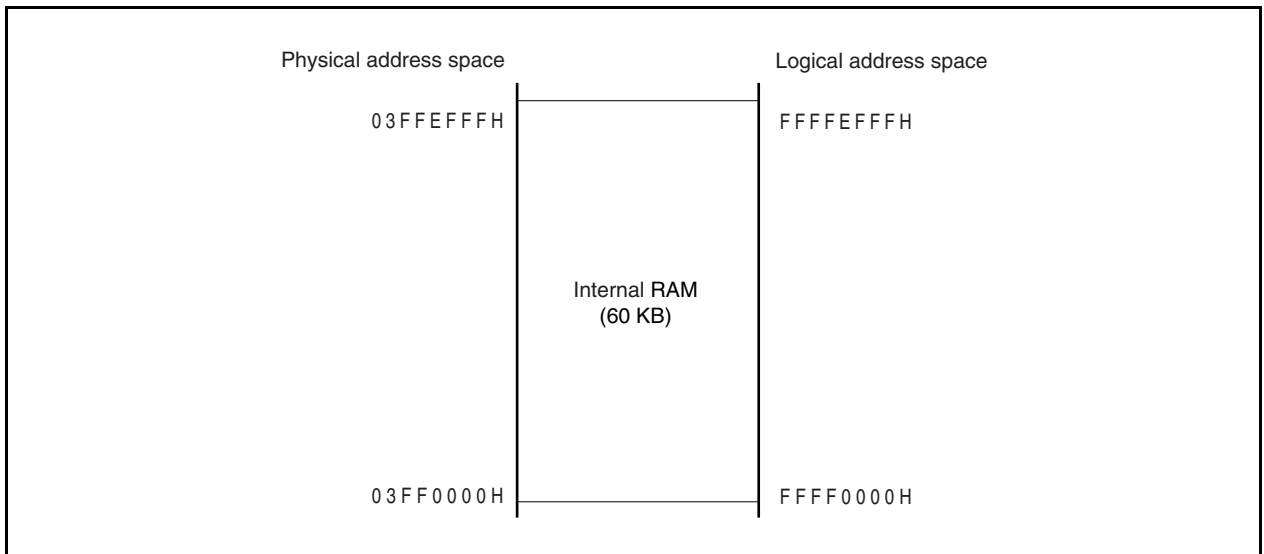 Physical address space
Logical address space
03FFEFFFH
FFFFEFFFH
Internal RAM
(60 KB)
03FF0000H
FFFF0000H